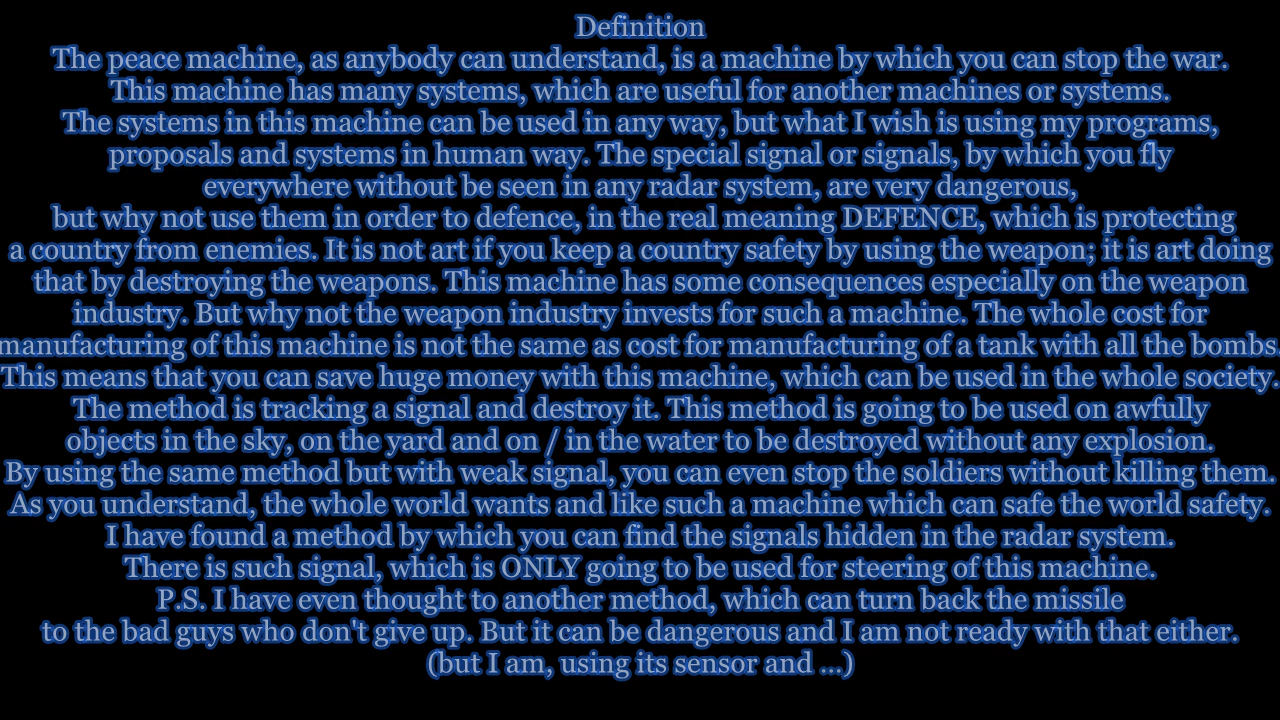 Definition
The peace machine, as anybody can understand, is a machine by which you can stop the war.
This machine has many systems, which are useful for another machines or systems.
The systems in this machine can be used in any way, but what I wish is using my programs,
proposals and systems in human way. The special signal or signals, by which you fly
everywhere without be seen in any radar system, are very dangerous,
but why not use them in order to defence, in the real meaning DEFENCE, which is protecting
a country from enemies. It is not art if you keep a country safety by using the weapon; it is art doing
that by destroying the weapons. This machine has some consequences especially on the weapon
industry. But why not the weapon industry invests for such a machine. The whole cost for
manufacturing of this machine is not the same as cost for manufacturing of a tank with all the bombs.
This means that you can save huge money with this machine, which can be used in the whole society.
The method is tracking a signal and destroy it. This method is going to be used on awfully
objects in the sky, on the yard and on / in the water to be destroyed without any explosion.
By using the same method but with weak signal, you can even stop the soldiers without killing them.
As you understand, the whole world wants and like such a machine which can safe the world safety.
I have found a method by which you can find the signals hidden in the radar system.
There is such signal, which is ONLY going to be used for steering of this machine.
P.S. I have even thought to another method, which can turn back the missile
to the bad guys who don't give up. But it can be dangerous and I am not ready with that either.
(but I am, using its sensor and ...)